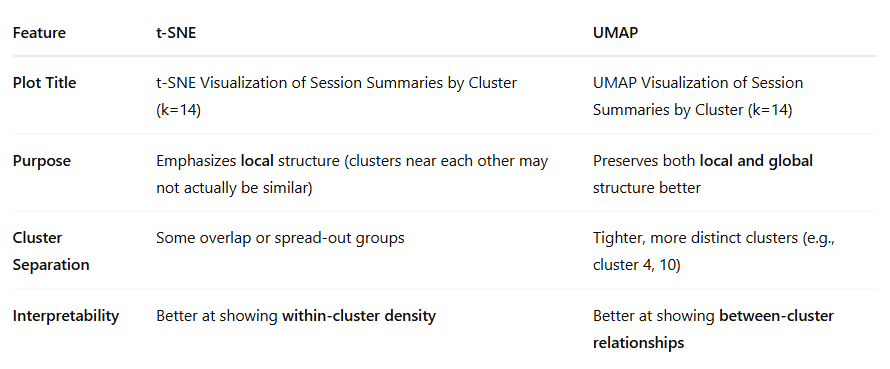 Feature t-SNE UMAP
Plot Title t-SNE Visualization of Session Summaries by Cluster (k=14) UMAP Visualization of Session Summaries by Cluster (k=14)
Purpose Emphasizes local structure (clusters near each other may not actually be similar) Preserves both local and global structure better
Cluster Separation Some overlap or spread-out groups Tighter, more distinct clusters (e.g., cluster 4, 10)
Interpretability Better at showing within-cluster density Better at showing between-cluster relationships